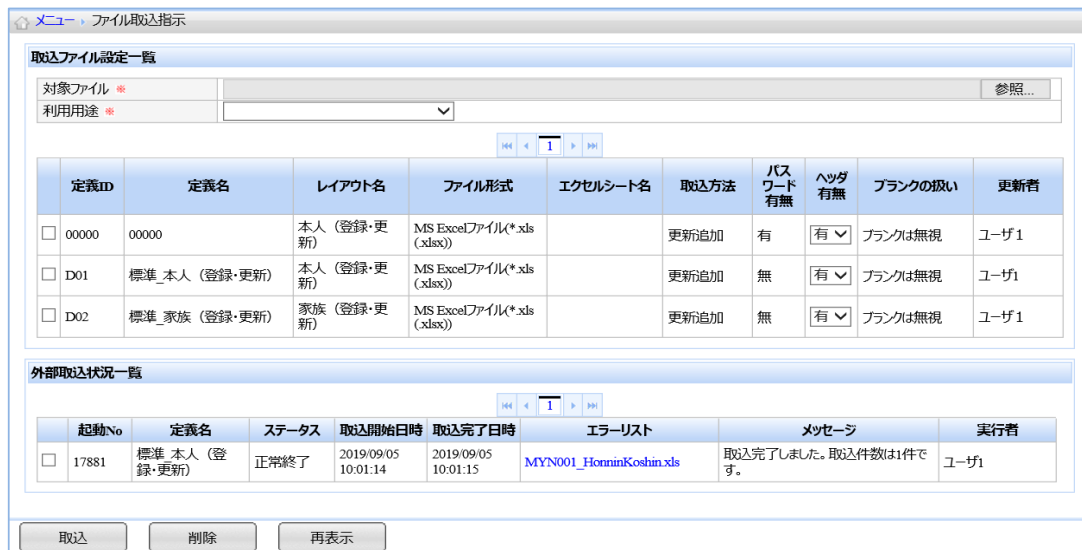 メニュー › ファイル取込指示
取込ファイル設定一覧
対象ファイル ※ 参照...
利用用途 ※
1
定義ID 定義名 レイアウト名 ファイル形式 エクセルシート名 取込方法 パスワード有無 ヘッダ有無 ブランクの扱い 更新者
00000 00000 本人（登録・更新） MS Excelファイル(*.xls(.xlsx)) 更新追加 有 有 ブランクは無視 ユーザ1
D01 標準_本人（登録・更新） 本人（登録・更新） MS Excelファイル(*.xls(.xlsx)) 更新追加 無 有 ブランクは無視 ユーザ1
D02 標準_家族（登録・更新） 家族（登録・更新） MS Excelファイル(*.xls(.xlsx)) 更新追加 無 有 ブランクは無視 ユーザ1
外部取込状況一覧
1
起動No 定義名 ステータス 取込開始日時 取込完了日時 エラーリスト メッセージ 実行者
17881 標準_本人（登録・更新） 正常終了 2019/09/05 10:01:14 2019/09/05 10:01:15 MYN001_HonninKoshin.xls 取込完了しました。取込件数は1件です。 ユーザ1
取込 削除 再表示